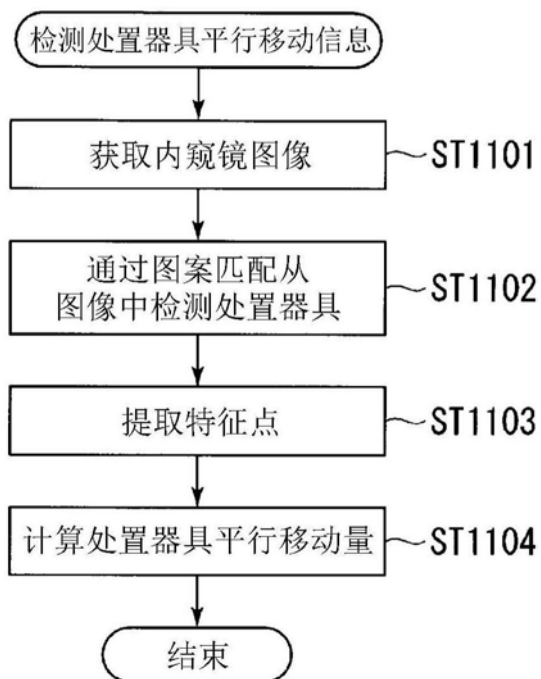 检测处置器具平行移动信息
获取内窥镜图像
ST1101
通过图案匹配从
图像中检测处置器具
ST1102
提取特征点
ST1103
计算处置器具平行移动量
ST1104
结束